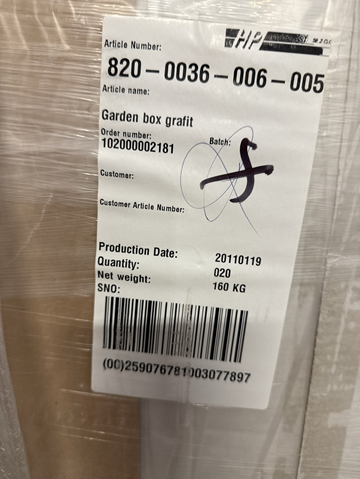 HP
Article Number:
820-0036-006-005
Article name:
Garden box grafit
Order number:
Batch:
102000002181
Customer:
Customer Article Number:
Production Date: 20110119
Quantity: 020
Net weight: 160 KG
SNO:
(00)259076781003077897